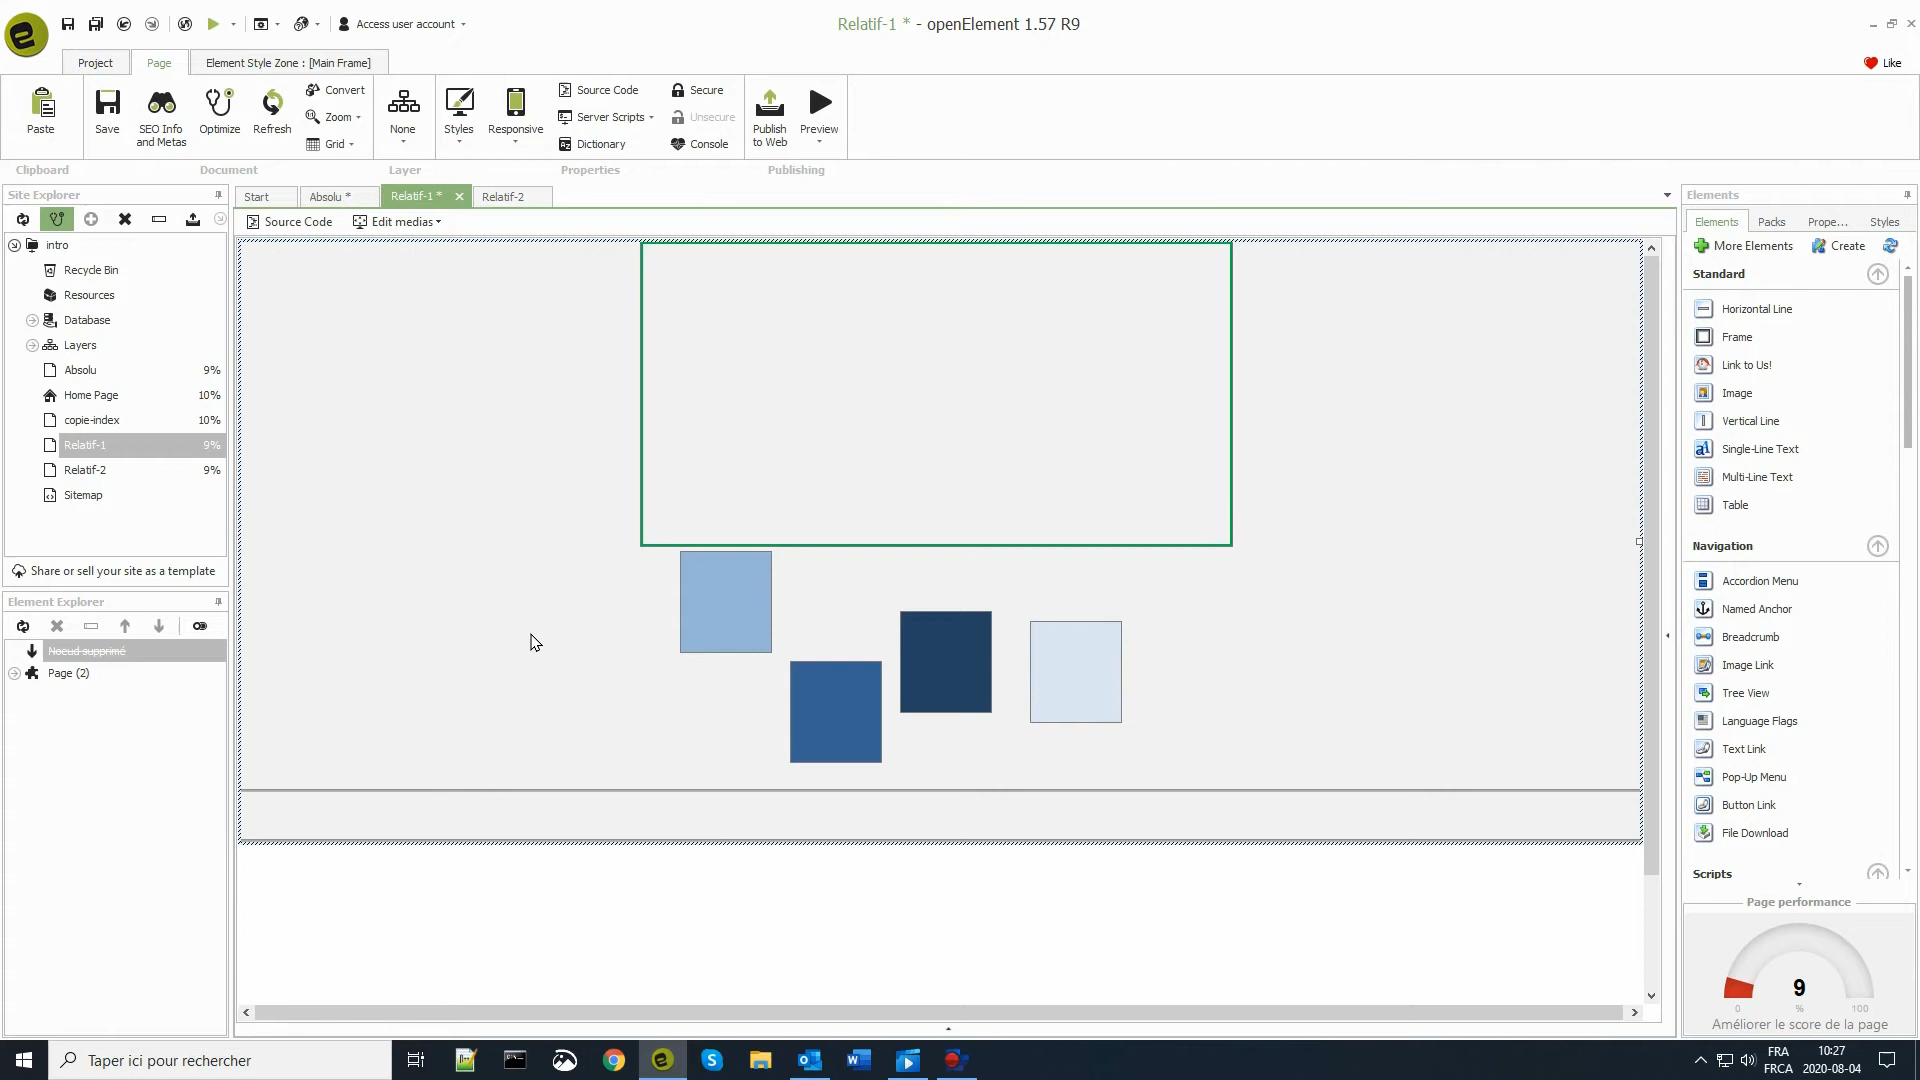 Access user account
Relatif-1 * - openElement 1.57 R9
Project
Page
Element Style Zone : [Main Frame]
Like
Paste
Save
SEO Info
and Metas
Optimize
Refresh
Convert
Zoom
Grid
None
Styles
Responsive
Source Code
Server Scripts
Dictionary
Secure
Unsecure
Console
Publish
to Web
Preview
Clipboard
Document
Layer
Properties
Publishing
Site Explorer
intro
Recycle Bin
Resources
Database
Layers
Absolu 9%
Home Page 10%
copie-index 10%
Relatif-1 9%
Relatif-2 9%
Sitemap
Share or sell your site as a template
Element Explorer
Noeud supprimé
Page (2)
Start
Absolu *
Relatif-1 *
Relatif-2
Source Code
Edit medias
Elements
Elements
Packs
Prope...
Styles
More Elements
Create
Standard
Horizontal Line
Frame
Link to Us!
Image
Vertical Line
Single-Line Text
Multi-Line Text
Table
Navigation
Accordion Menu
Named Anchor
Breadcrumb
Image Link
Tree View
Language Flags
Text Link
Pop-Up Menu
Button Link
File Download
Scripts
Page performance
9
0 % 100
Améliorer le score de la page
Taper ici pour rechercher
FRA
FRCA
10:27
2020-08-04